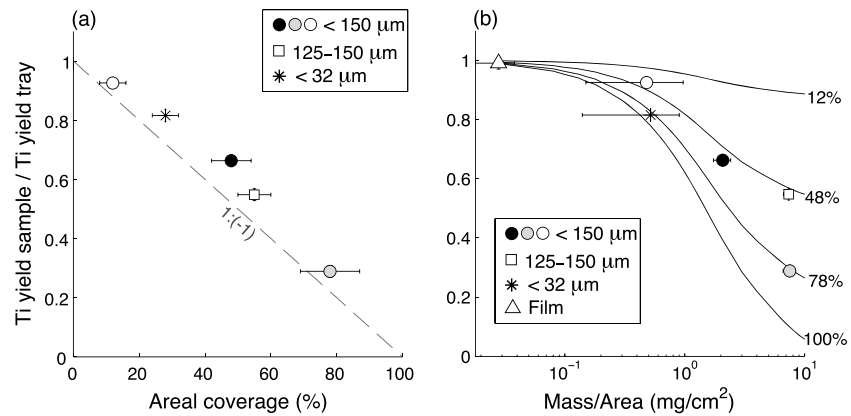 (a)
< 150 µm
125–150 µm
< 32 µm
1:(-1)
Ti yield sample / Ti yield tray
1
0.8
0.6
0.4
0.2
0
0
20
40
60
80
100
Areal coverage (%)
(b)
12%
48%
78%
100%
< 150 µm
125–150 µm
< 32 µm
Film
1
0.8
0.6
0.4
0.2
0
10⁻¹
10⁰
10¹
Mass/Area (mg/cm²)